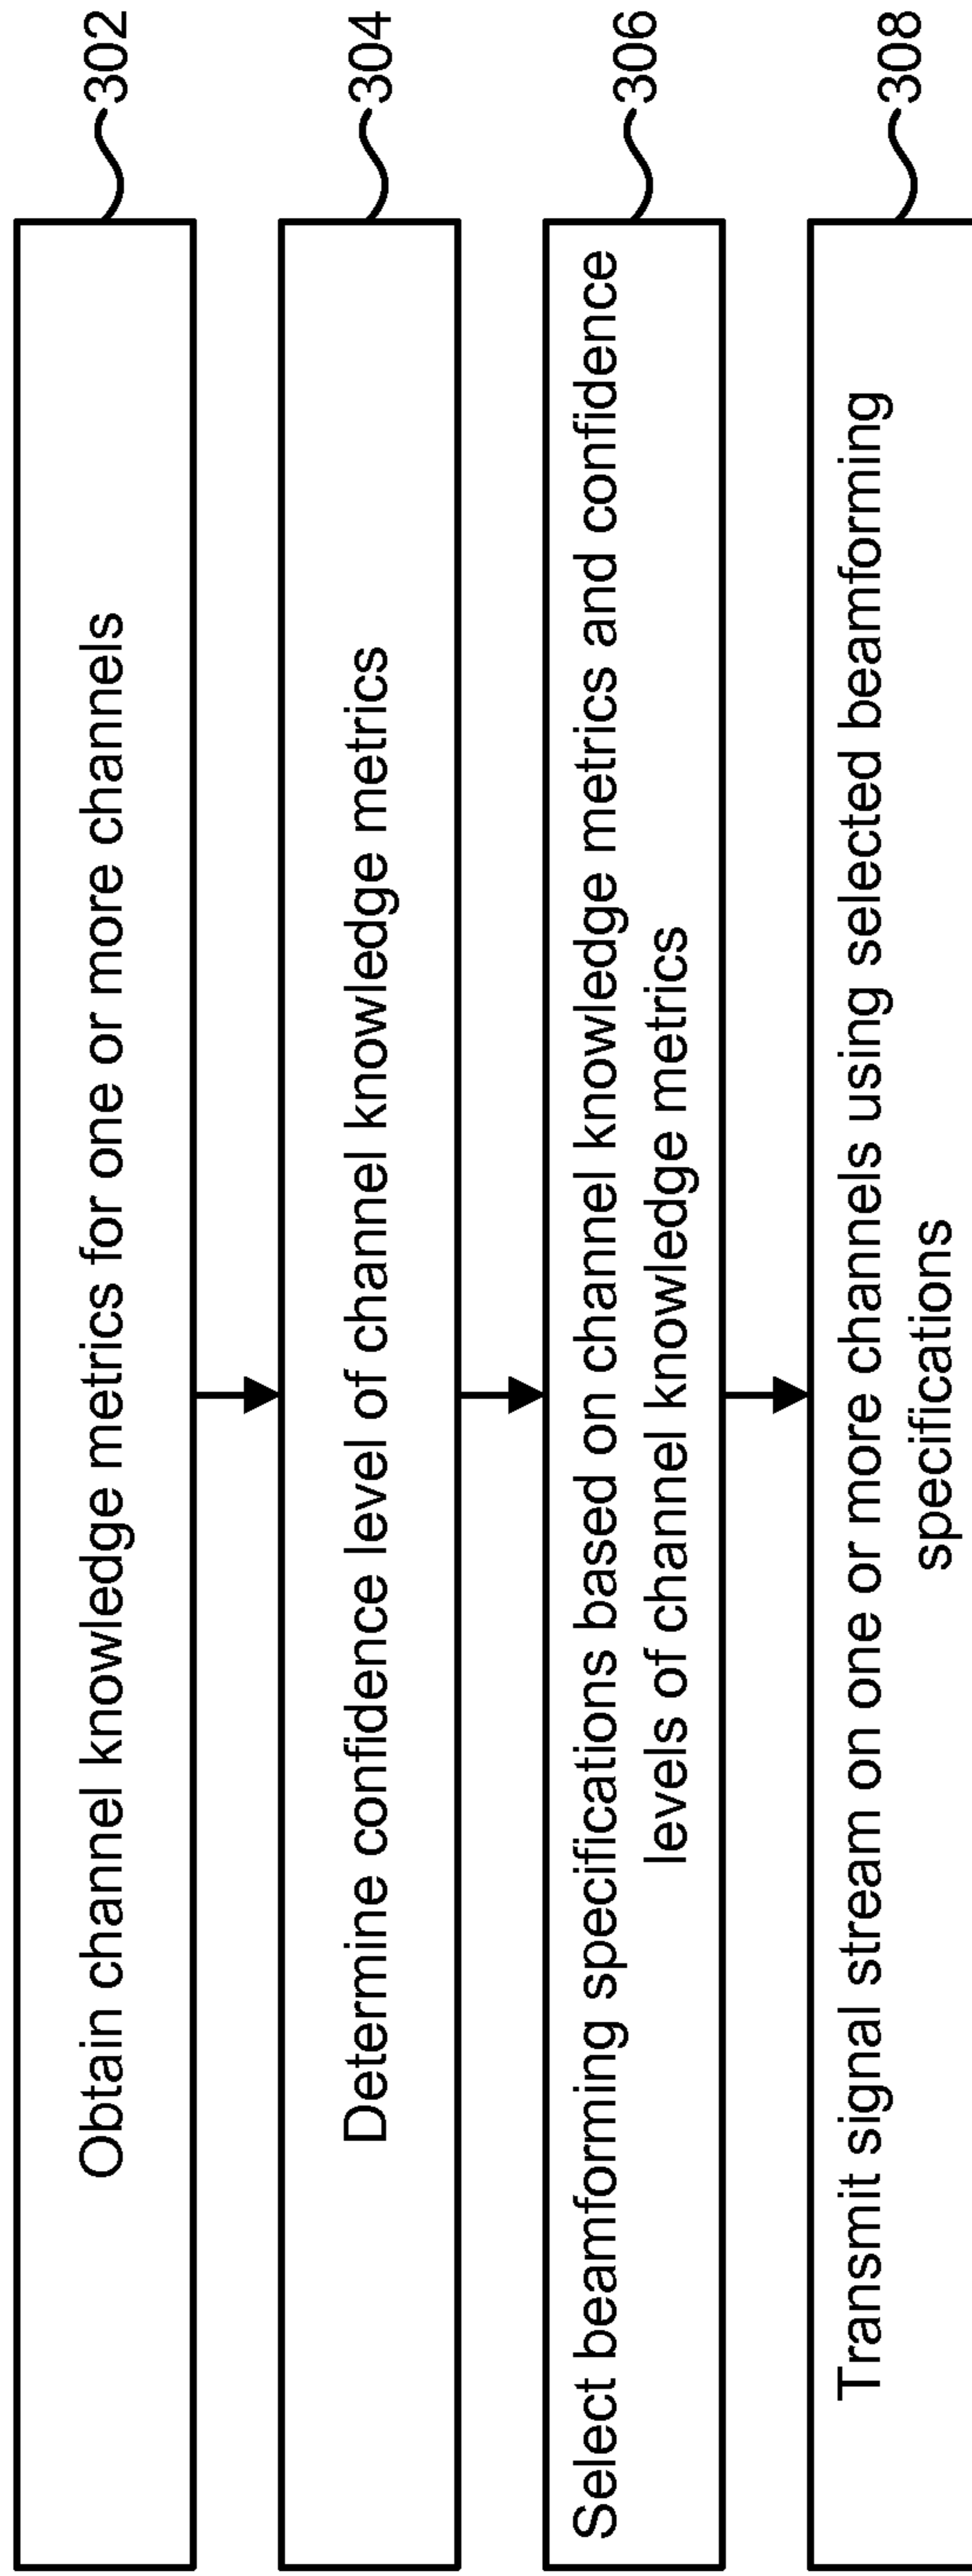 Obtain channel knowledge metrics for one or more channels
302
Determine confidence level of channel knowledge metrics
304
Select beamforming specifications based on channel knowledge metrics and confidence
levels of channel knowledge metrics
306
Transmit signal stream on one or more channels using selected beamforming
specifications
308